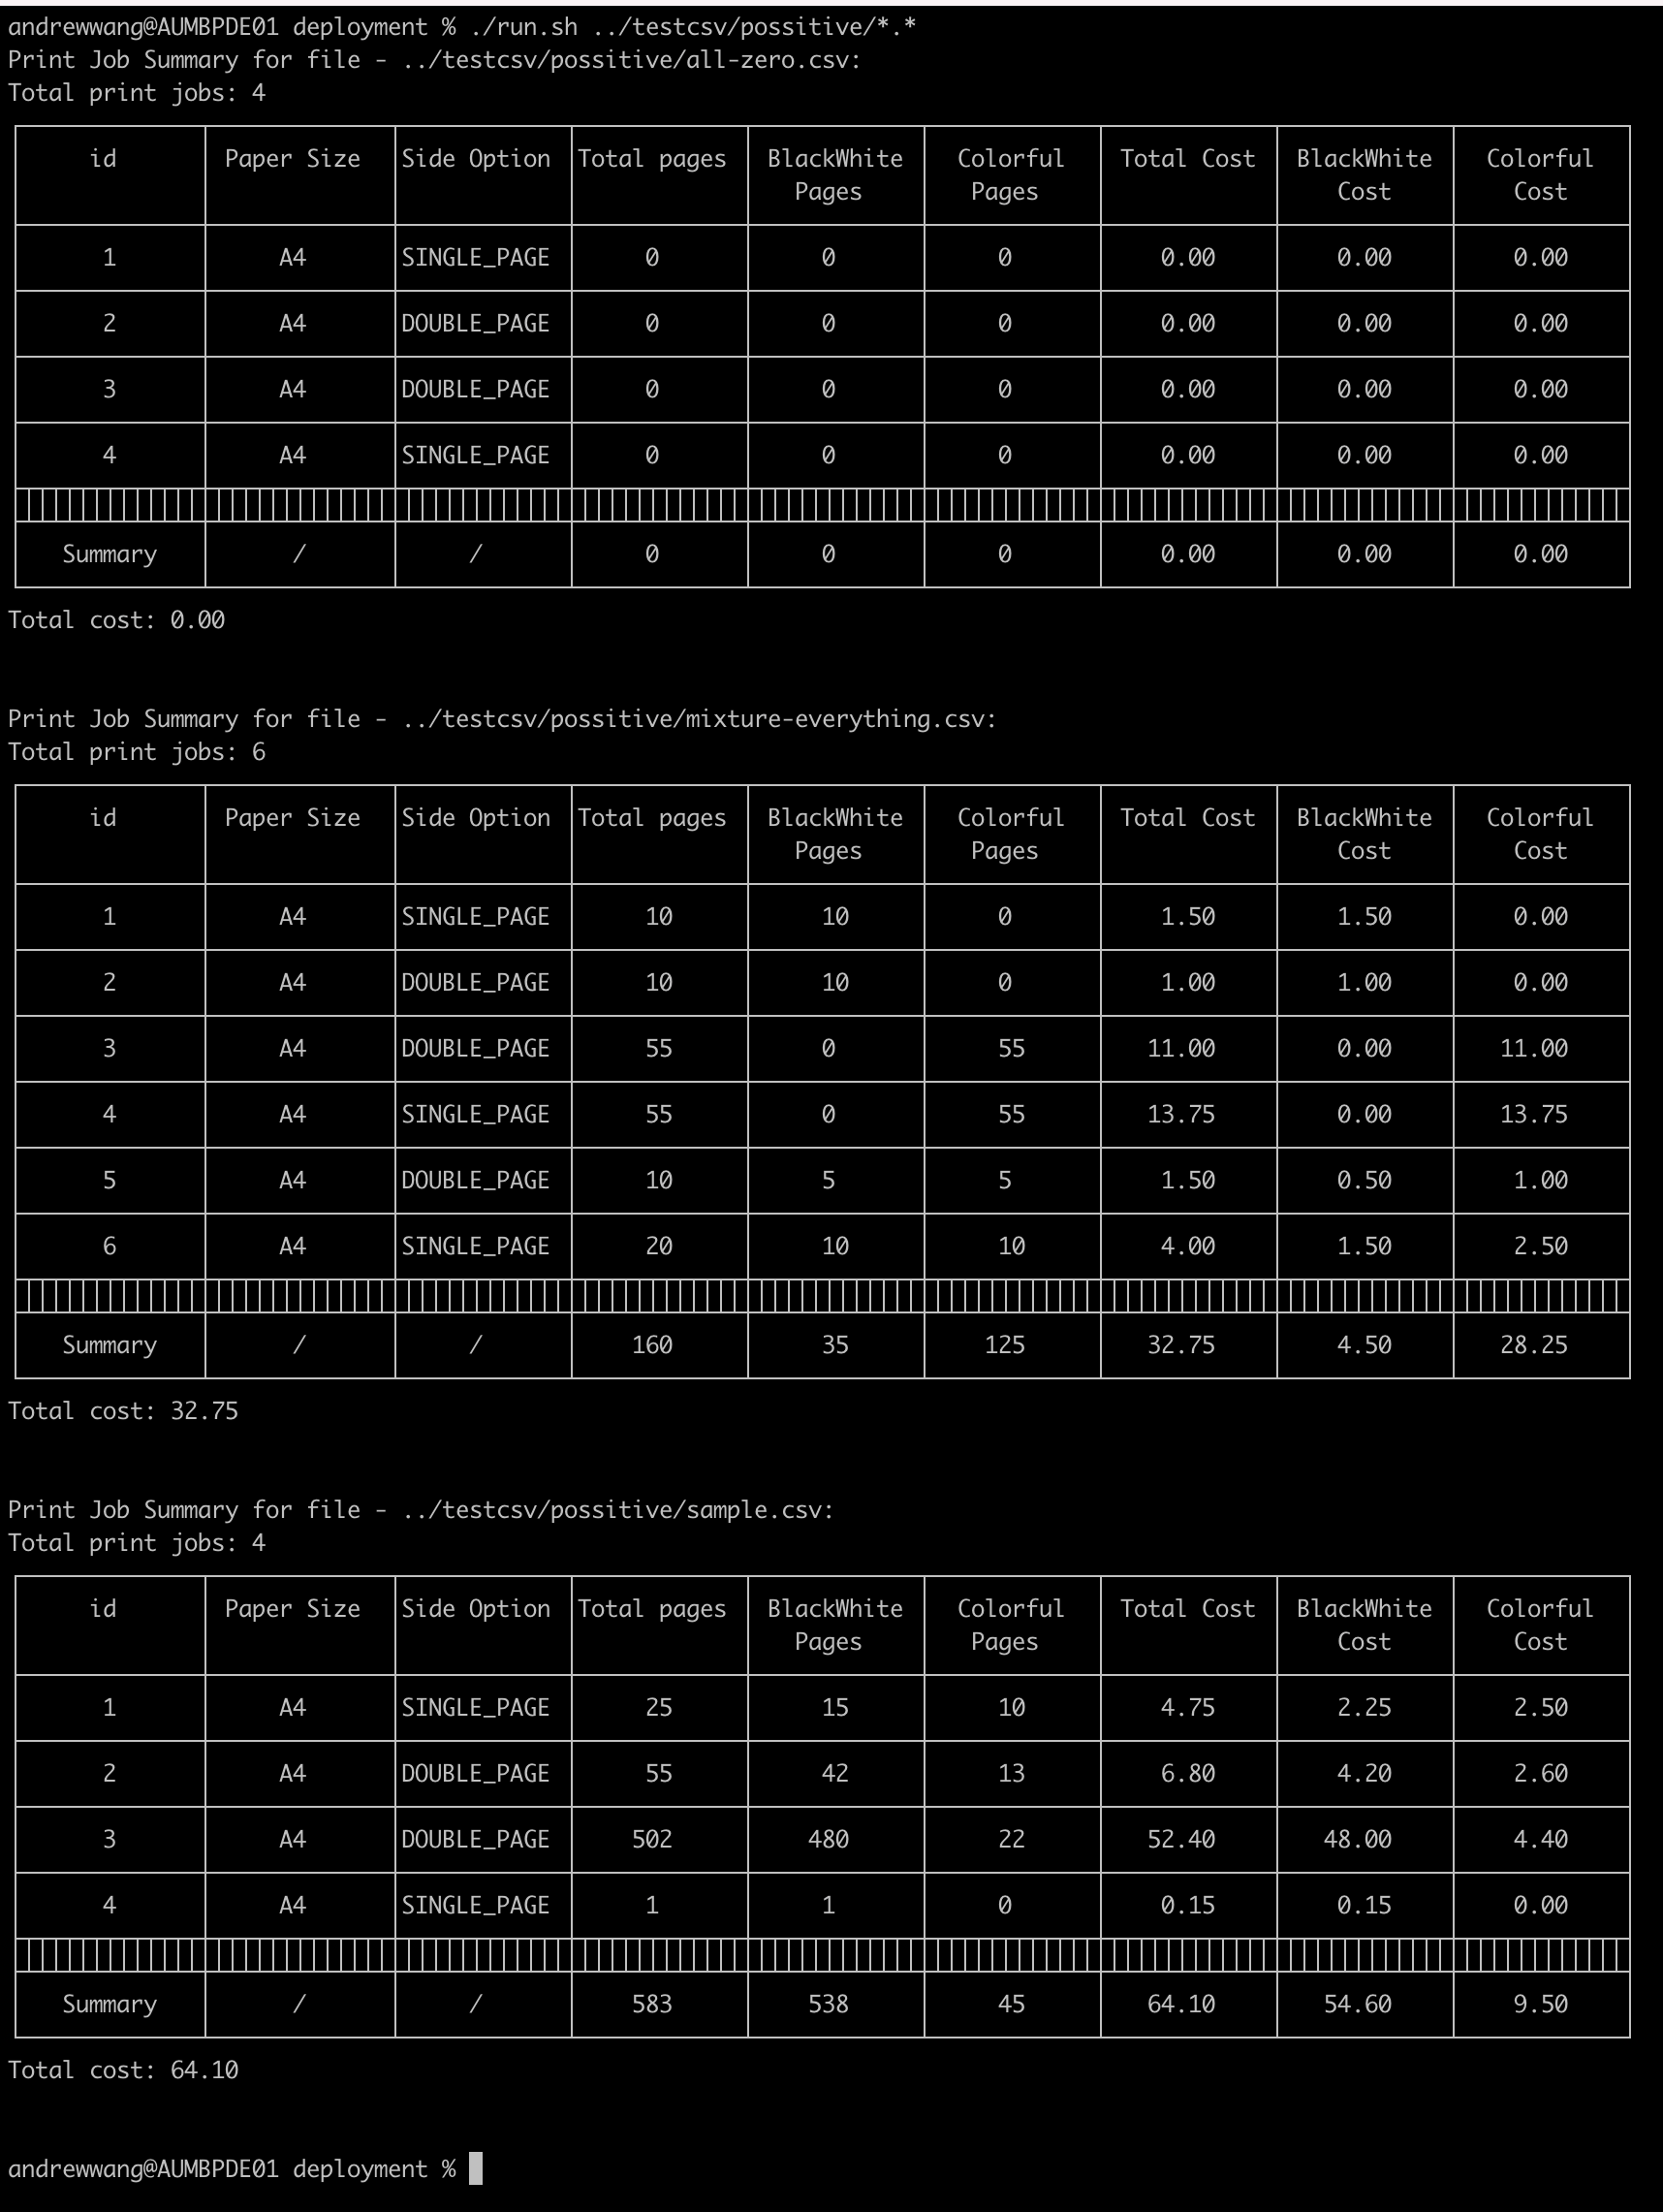 andrewwang@AUMBPDE01 deployment % ./run.sh ../testcsv/possitive/*.*
Print Job Summary for file - ../testcsv/possitive/all-zero.csv:
Total print jobs: 4
id Paper Size Side Option Total pages BlackWhite Colorful Total Cost BlackWhite Colorful
Pages Pages Cost Cost
1 A4 SINGLE_PAGE 0 0 0 0.00 0.00 0.00
2 A4 DOUBLE_PAGE 0 0 0 0.00 0.00 0.00
3 A4 DOUBLE_PAGE 0 0 0 0.00 0.00 0.00
4 A4 SINGLE_PAGE 0 0 0 0.00 0.00 0.00
Summary / / 0 0 0 0.00 0.00 0.00
Total cost: 0.00
Print Job Summary for file - ../testcsv/possitive/mixture-everything.csv:
Total print jobs: 6
id Paper Size Side Option Total pages BlackWhite Colorful Total Cost BlackWhite Colorful
Pages Pages Cost Cost
1 A4 SINGLE_PAGE 10 10 0 1.50 1.50 0.00
2 A4 DOUBLE_PAGE 10 10 0 1.00 1.00 0.00
3 A4 DOUBLE_PAGE 55 0 55 11.00 0.00 11.00
4 A4 SINGLE_PAGE 55 0 55 13.75 0.00 13.75
5 A4 DOUBLE_PAGE 10 5 5 1.50 0.50 1.00
6 A4 SINGLE_PAGE 20 10 10 4.00 1.50 2.50
Summary / / 160 35 125 32.75 4.50 28.25
Total cost: 32.75
Print Job Summary for file - ../testcsv/possitive/sample.csv:
Total print jobs: 4
id Paper Size Side Option Total pages BlackWhite Colorful Total Cost BlackWhite Colorful
Pages Pages Cost Cost
1 A4 SINGLE_PAGE 25 15 10 4.75 2.25 2.50
2 A4 DOUBLE_PAGE 55 42 13 6.80 4.20 2.60
3 A4 DOUBLE_PAGE 502 480 22 52.40 48.00 4.40
4 A4 SINGLE_PAGE 1 1 0 0.15 0.15 0.00
Summary / / 583 538 45 64.10 54.60 9.50
Total cost: 64.10
andrewwang@AUMBPDE01 deployment %